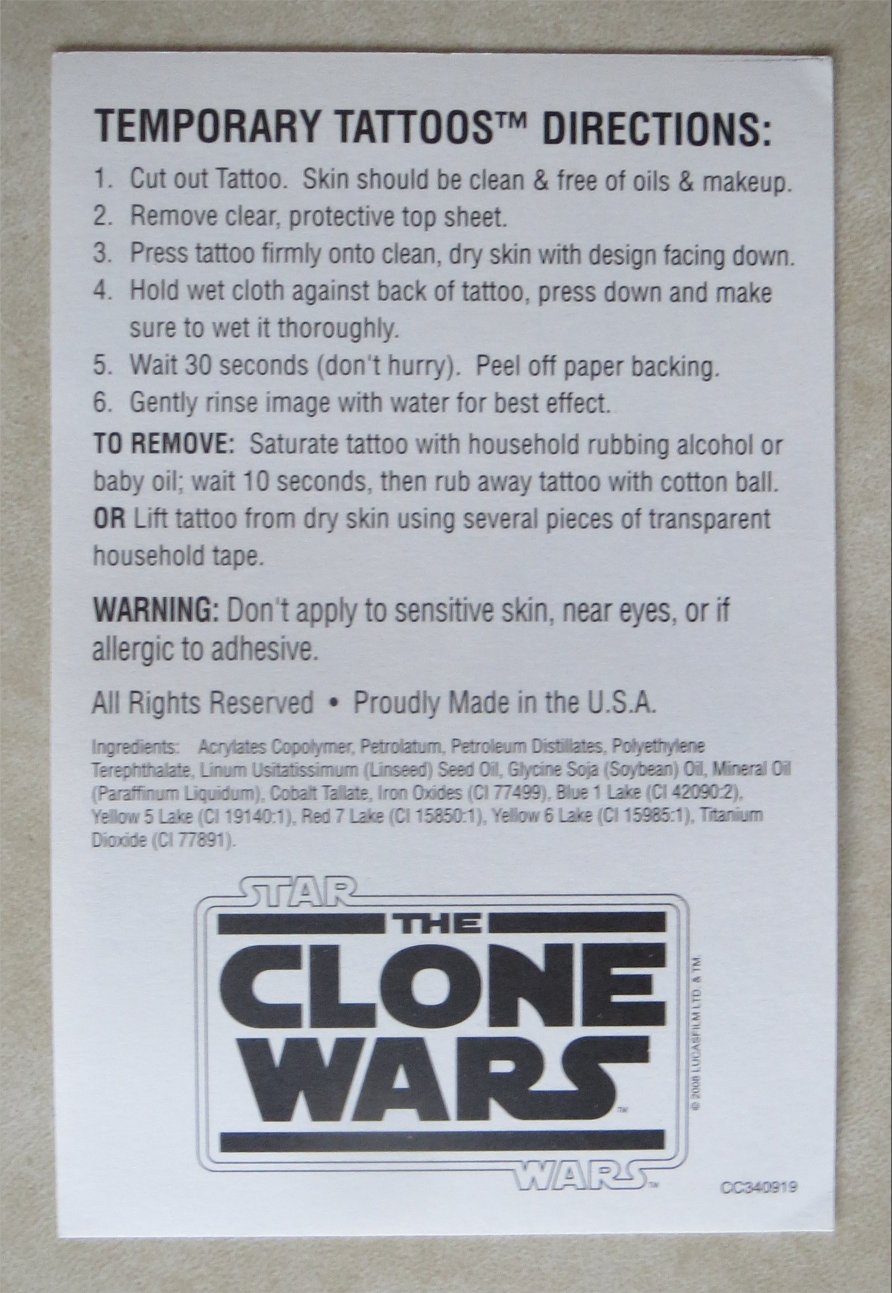 TEMPORARY TATTOOS™ DIRECTIONS:
1. Cut out Tattoo. Skin should be clean & free of oils & makeup.
2. Remove clear, protective top sheet.
3. Press tattoo firmly onto clean, dry skin with design facing down.
4. Hold wet cloth against back of tattoo, press down and make
sure to wet it thoroughly.
5. Wait 30 seconds (don't hurry). Peel off paper backing.
6. Gently rinse image with water for best effect.
TO REMOVE: Saturate tattoo with household rubbing alcohol or
baby oil; wait 10 seconds, then rub away tattoo with cotton ball.
OR Lift tattoo from dry skin using several pieces of transparent
household tape.
WARNING: Don't apply to sensitive skin, near eyes, or if
allergic to adhesive.
All Rights Reserved • Proudly Made in the U.S.A.
Ingredients: Acrylates Copolymer, Petrolatum, Petroleum Distillates, Polyethylene
Terephthalate, Linum Usitatissimum (Linseed) Seed Oil, Glycine Soja (Soybean) Oil, Mineral Oil
(Paraffinum Liquidum), Cobalt Tallate, Iron Oxides (CI 77499), Blue 1 Lake (CI 42090:2),
Yellow 5 Lake (CI 19140:1), Red 7 Lake (CI 15850:1), Yellow 6 Lake (CI 15985:1), Titanium
Dioxide (CI 77891).
STAR
THE
CLONE
WARS™
WARS™
© 2008 LUCASFILM LTD. & TM.
CC340919